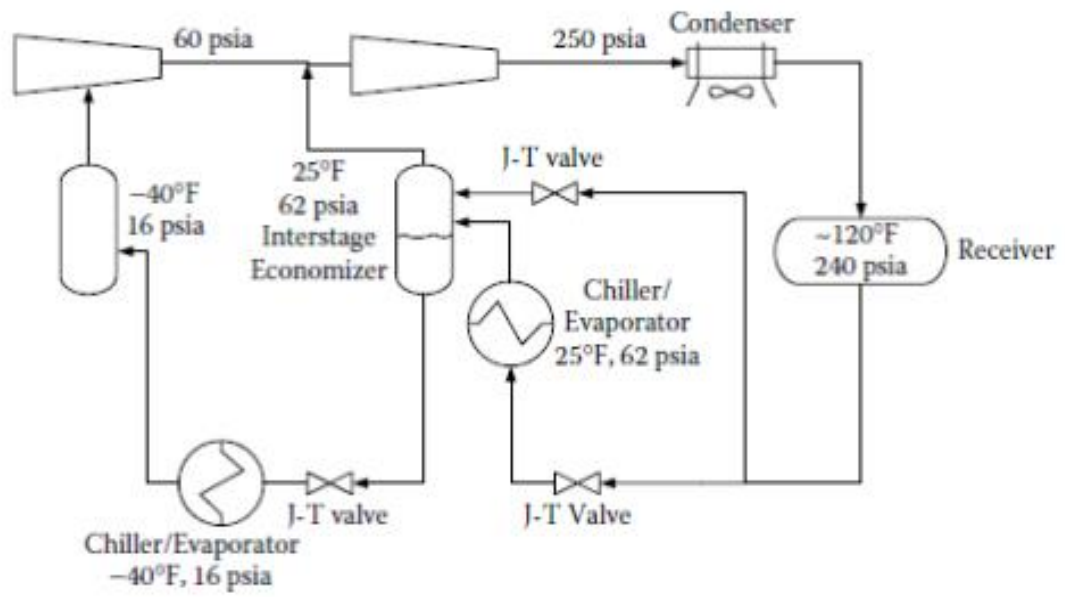 60 psia
250 psia
Condenser
J-T valve
25°F
62 psia
Interstage
Economizer
−40°F
16 psia
~120°F
240 psia
Receiver
Chiller/
Evaporator
25°F, 62 psia
J-T valve
J-T Valve
Chiller/Evaporator
−40°F, 16 psia